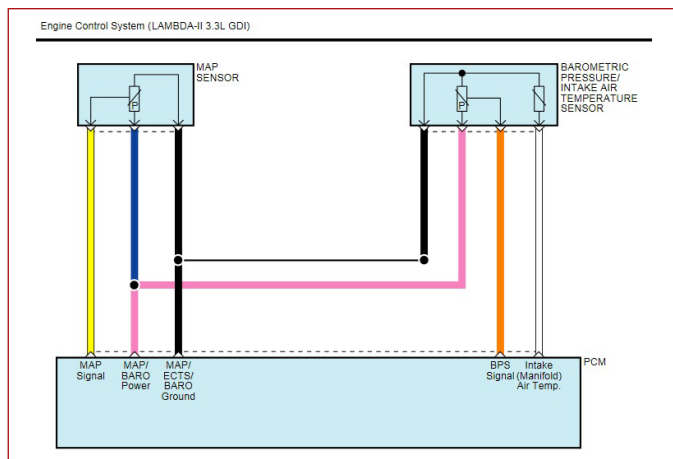 Engine Control System (LAMBDA-II 3.3L GDI)
MAP
SENSOR
P
BAROMETRIC
PRESSURE/
INTAKE AIR
TEMPERATURE
SENSOR
P
MAP
Signal
MAP/
BARO
Power
MAP/
ECTS/
BARO
Ground
BPS
Signal
Intake
(Manifold)
Air Temp.
PCM